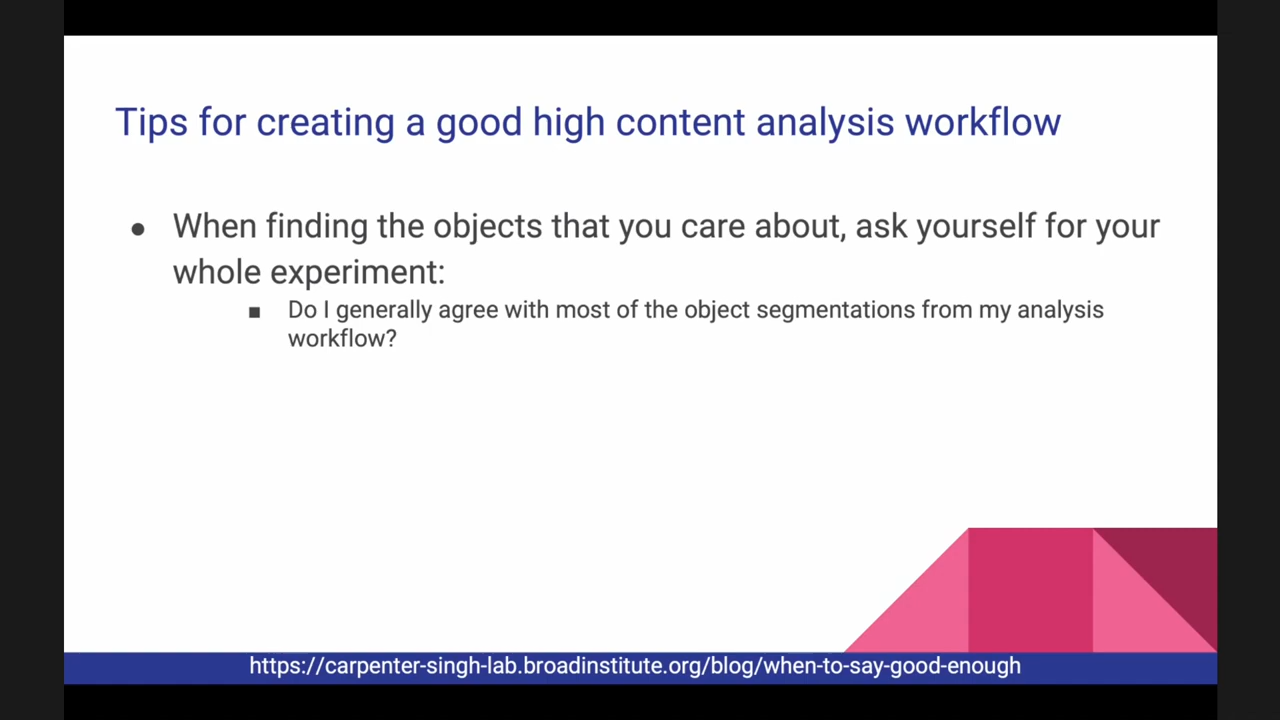 Tips for creating a good high content analysis workflow
● When finding the objects that you care about, ask yourself for your
whole experiment:
■ Do I generally agree with most of the object segmentations from my analysis
workflow?
https://carpenter-singh-lab.broadinstitute.org/blog/when-to-say-good-enough